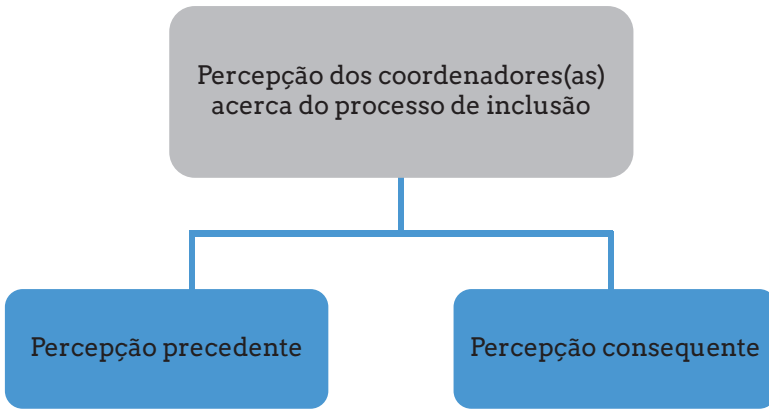 Percepção dos coordenadores(as)
acerca do processo de inclusão
Percepção precedente
Percepção consequente